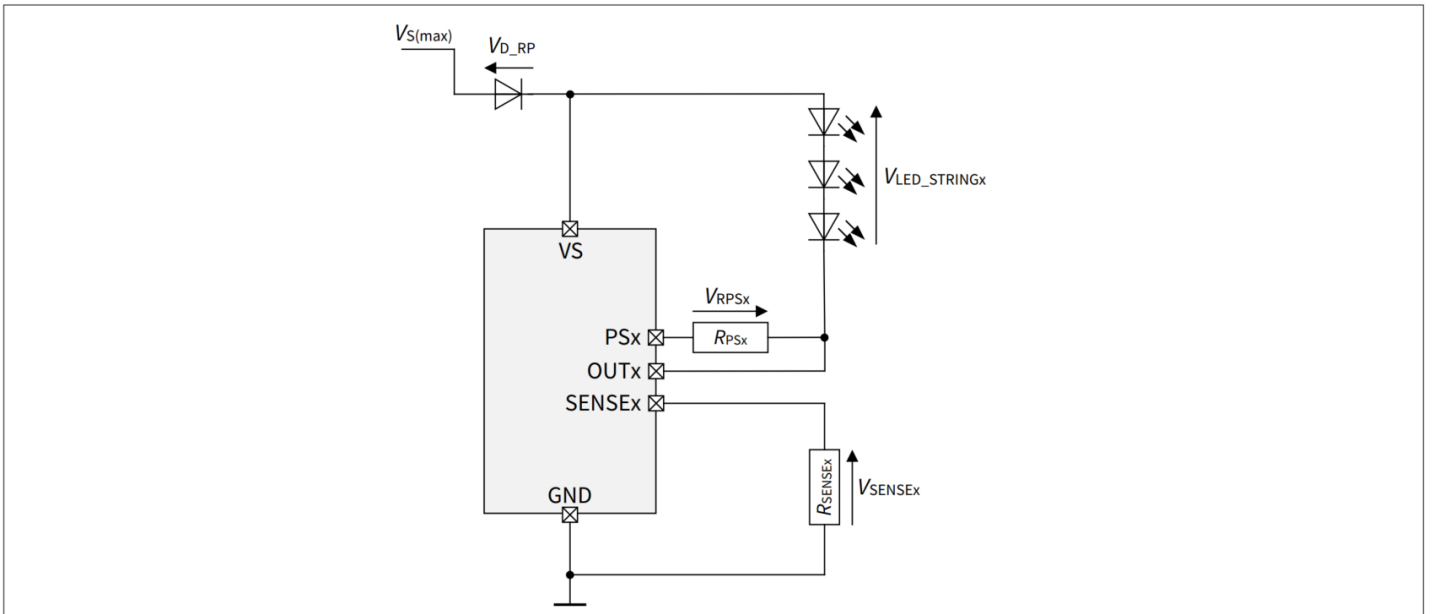 VS(max)
VD_RP
VLED_STRINGx
VS
VRPSx
PSx
RPSx
OUTx
SENSEx
RSENSEx
VSENSEx
GND